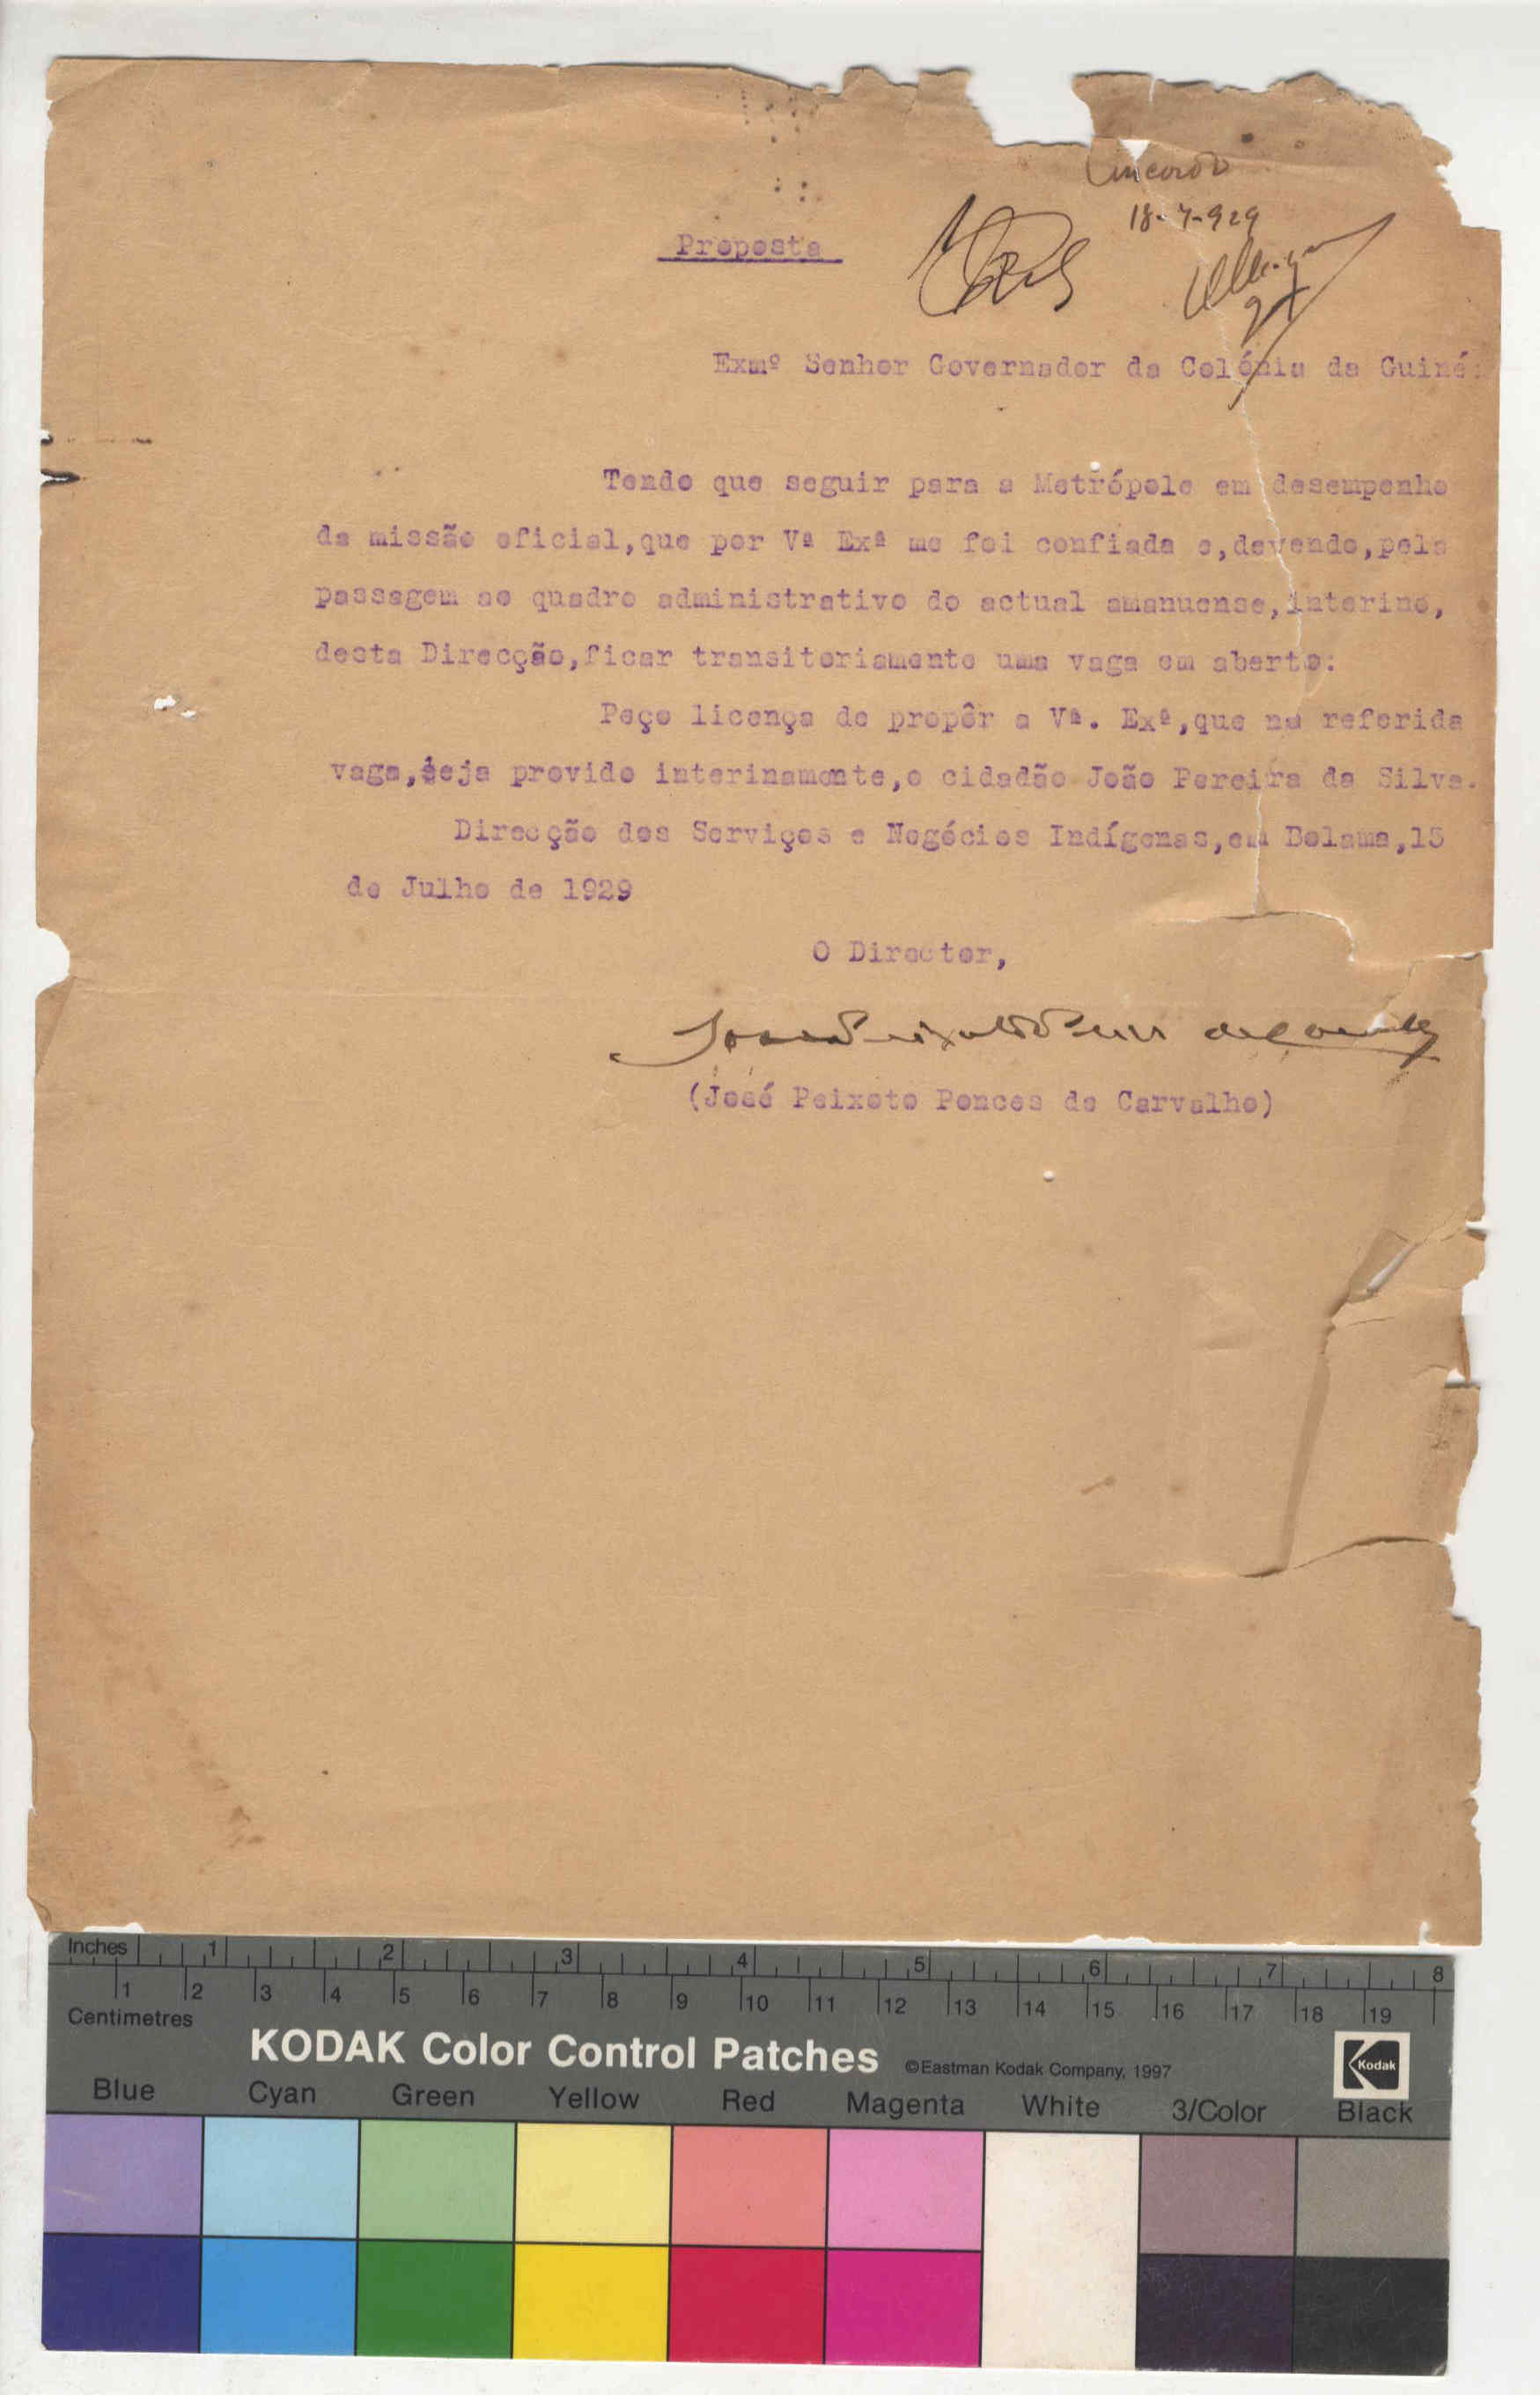 Concordo
18-7-929
Proposta
Exmº Senhor Governador da Colónia da Guiné:
Tendo que seguir para a Metrópole em desempenho
da missão oficial,que por Vª Exª me foi confiada e,devendo,pela
passagem ao quadro administrativo do actual amanuense,interino,
desta Direcção,ficar transitoriamente uma vaga em aberto:
Peço licença de propôr a Vª. Exª,que na referida
vaga,seja provido interinamente,o cidadão João Pereira da Silva.
Direcção dos Serviços e Negócios Indígenas,em Bolama,15
de Julho de 1929
O Director,
(José Peixoto Ponces de Carvalho)
Inches 1 2 3 4 5 6 7 8
1 2 3 4 5 6 7 8 9 10 11 12 13 14 15 16 17 18 19
Centimetres
KODAK Color Control Patches ©Eastman Kodak Company, 1997 Kodak
Blue Cyan Green Yellow Red Magenta White 3/Color Black